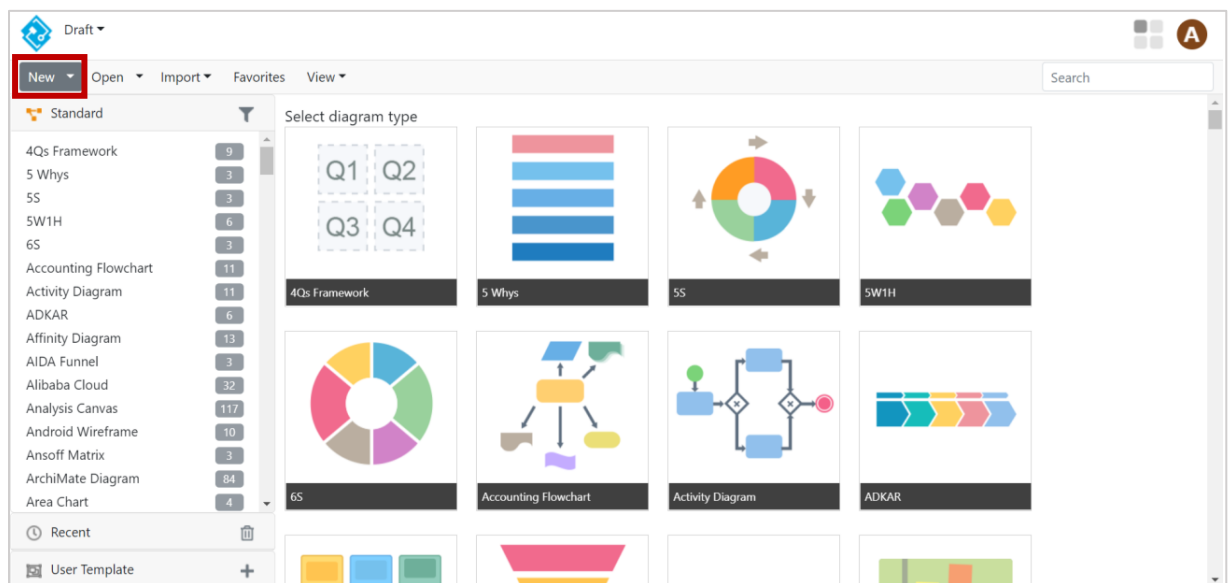 Draft
A
New
Open
Import
Favorites
View
Search
Standard
4Qs Framework 9
5 Whys 3
5S 3
5W1H 6
6S 3
Accounting Flowchart 11
Activity Diagram 11
ADKAR 6
Affinity Diagram 13
AIDA Funnel 3
Alibaba Cloud 32
Analysis Canvas 117
Android Wireframe 10
Ansoff Matrix 3
ArchiMate Diagram 84
Area Chart 4
Recent
User Template
Select diagram type
Q1 Q2
Q3 Q4
4Qs Framework
5 Whys
5S
5W1H
6S
Accounting Flowchart
Activity Diagram
ADKAR